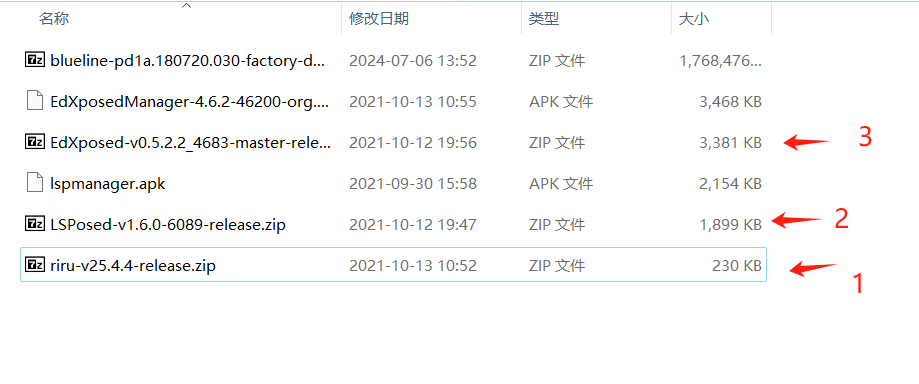 名称 修改日期 类型 大小
blueline-pd1a.180720.030-factory-d... 2024-07-06 13:52 ZIP 文件 1,768,476...
EdXposedManager-4.6.2-46200-org.... 2021-10-13 10:55 APK 文件 3,468 KB
EdXposed-v0.5.2.2_4683-master-rele... 2021-10-12 19:56 ZIP 文件 3,381 KB 3
lspmanager.apk 2021-09-30 15:58 APK 文件 2,154 KB
LSPosed-v1.6.0-6089-release.zip 2021-10-12 19:47 ZIP 文件 1,899 KB 2
riru-v25.4.4-release.zip 2021-10-13 10:52 ZIP 文件 230 KB 1